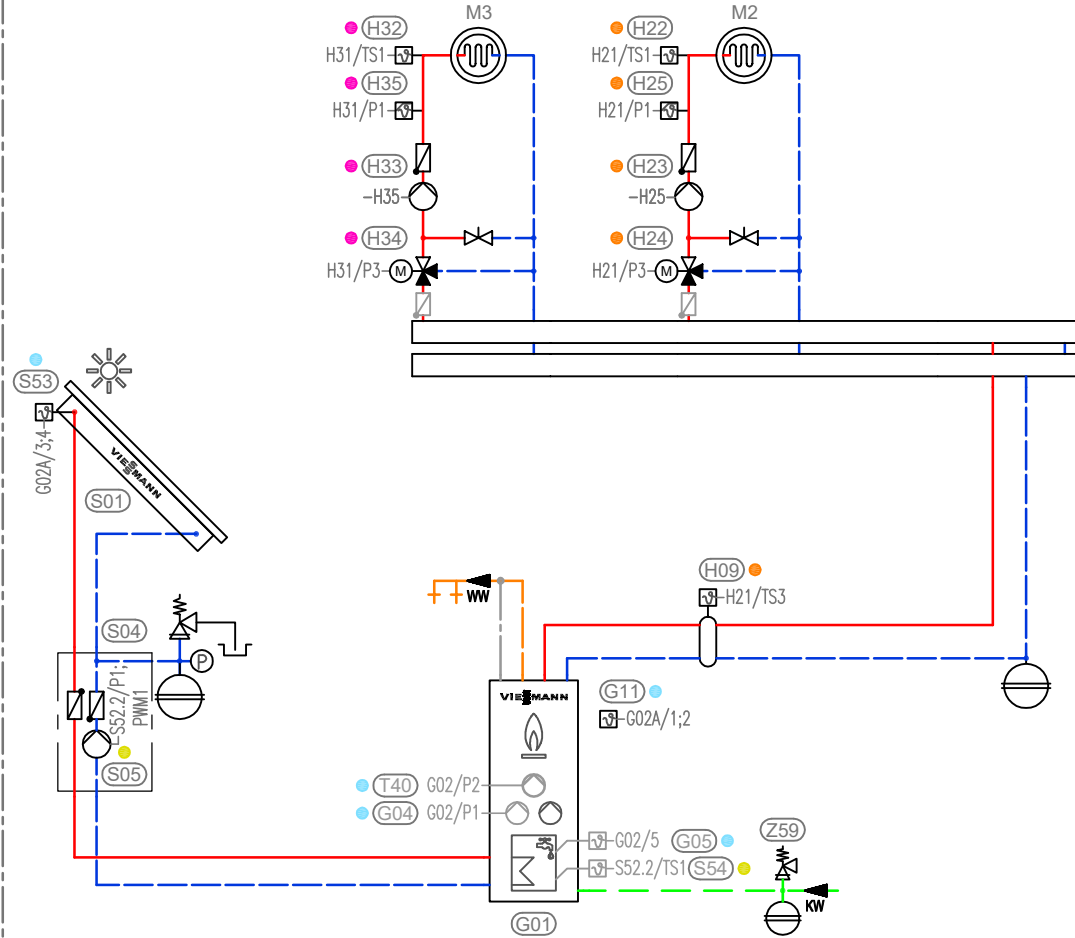 M3
M2
H32
H22
H31/TS1
H21/TS1
H35
H25
H31/P1
H21/P1
H33
H23
H35
H25
H34
H24
H31/P3
M
H21/P3
M
S53
G02A/3;4
VIESSMANN
S01
H09
H21/TS3
WW
S04
P
S52.2/P1;
PWM1
S05
VIESSMANN
G11
G02A/1;2
T40
G02/P2
G04
G02/P1
G02/5
G05
S52.2/TS1
S54
Z59
KW
G01